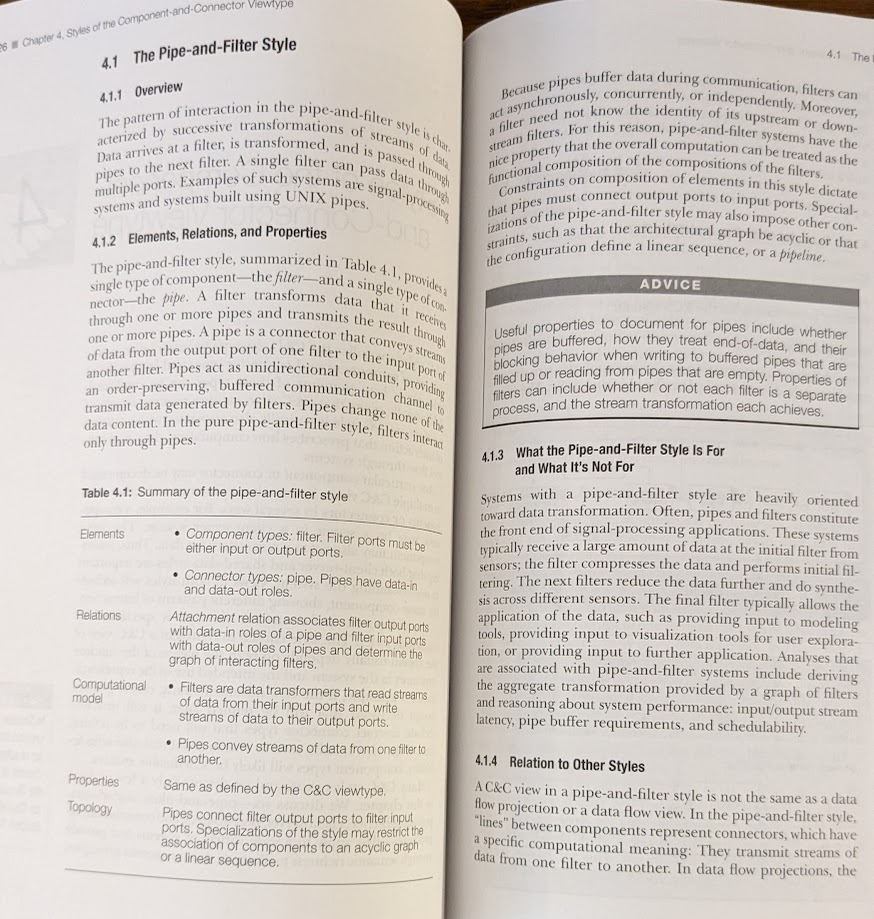 26 ■ Chapter 4, Styles of the Component-and-Connector Viewtype
4.1 The Pipe-and-Filter Style
4.1.1 Overview
The pattern of interaction in the pipe-and-filter style is char-
acterized by successive transformations of streams of data.
Data arrives at a filter, is transformed, and is passed through
pipes to the next filter. A single filter can pass data through
multiple ports. Examples of such systems are signal-processing
systems and systems built using UNIX pipes.
4.1.2 Elements, Relations, and Properties
The pipe-and-filter style, summarized in Table 4.1, provides a
single type of component—the filter—and a single type of con-
nector—the pipe. A filter transforms data that it receives
through one or more pipes and transmits the result through
one or more pipes. A pipe is a connector that conveys streams
of data from the output port of one filter to the input port of
another filter. Pipes act as unidirectional conduits, providing
an order-preserving, buffered communication channel to
transmit data generated by filters. Pipes change none of the
data content. In the pure pipe-and-filter style, filters interact
only through pipes.
Table 4.1: Summary of the pipe-and-filter style
Elements
• Component types: filter. Filter ports must be
either input or output ports.
• Connector types: pipe. Pipes have data-in
and data-out roles.
Relations
Attachment relation associates filter output ports
with data-in roles of a pipe and filter input ports
with data-out roles of pipes and determine the
graph of interacting filters.
Computational
model
• Filters are data transformers that read streams
of data from their input ports and write
streams of data to their output ports.
• Pipes convey streams of data from one filter to
another.
Properties
Same as defined by the C&C viewtype.
Topology
Pipes connect filter output ports to filter input
ports. Specializations of the style may restrict the
association of components to an acyclic graph
or a linear sequence.
4.1 The
Because pipes buffer data during communication, filters can
act asynchronously, concurrently, or independently. Moreover,
a filter need not know the identity of its upstream or down-
stream filters. For this reason, pipe-and-filter systems have the
nice property that the overall computation can be treated as the
functional composition of the compositions of the filters.
Constraints on composition of elements in this style dictate
that pipes must connect output ports to input ports. Special-
izations of the pipe-and-filter style may also impose other con-
straints, such as that the architectural graph be acyclic or that
the configuration define a linear sequence, or a pipeline.
ADVICE
Useful properties to document for pipes include whether
pipes are buffered, how they treat end-of-data, and their
blocking behavior when writing to buffered pipes that are
filled up or reading from pipes that are empty. Properties of
filters can include whether or not each filter is a separate
process, and the stream transformation each achieves.
4.1.3 What the Pipe-and-Filter Style Is For
and What It's Not For
Systems with a pipe-and-filter style are heavily oriented
toward data transformation. Often, pipes and filters constitute
the front end of signal-processing applications. These systems
typically receive a large amount of data at the initial filter from
sensors; the filter compresses the data and performs initial fil-
tering. The next filters reduce the data further and do synthe-
sis across different sensors. The final filter typically allows the
application of the data, such as providing input to modeling
tools, providing input to visualization tools for user explora-
tion, or providing input to further application. Analyses that
are associated with pipe-and-filter systems include deriving
the aggregate transformation provided by a graph of filters
and reasoning about system performance: input/output stream
latency, pipe buffer requirements, and schedulability.
4.1.4 Relation to Other Styles
A C&C view in a pipe-and-filter style is not the same as a data
flow projection or a data flow view. In the pipe-and-filter style,
"lines" between components represent connectors, which have
a specific computational meaning: They transmit streams of
data from one filter to another. In data flow projections, the